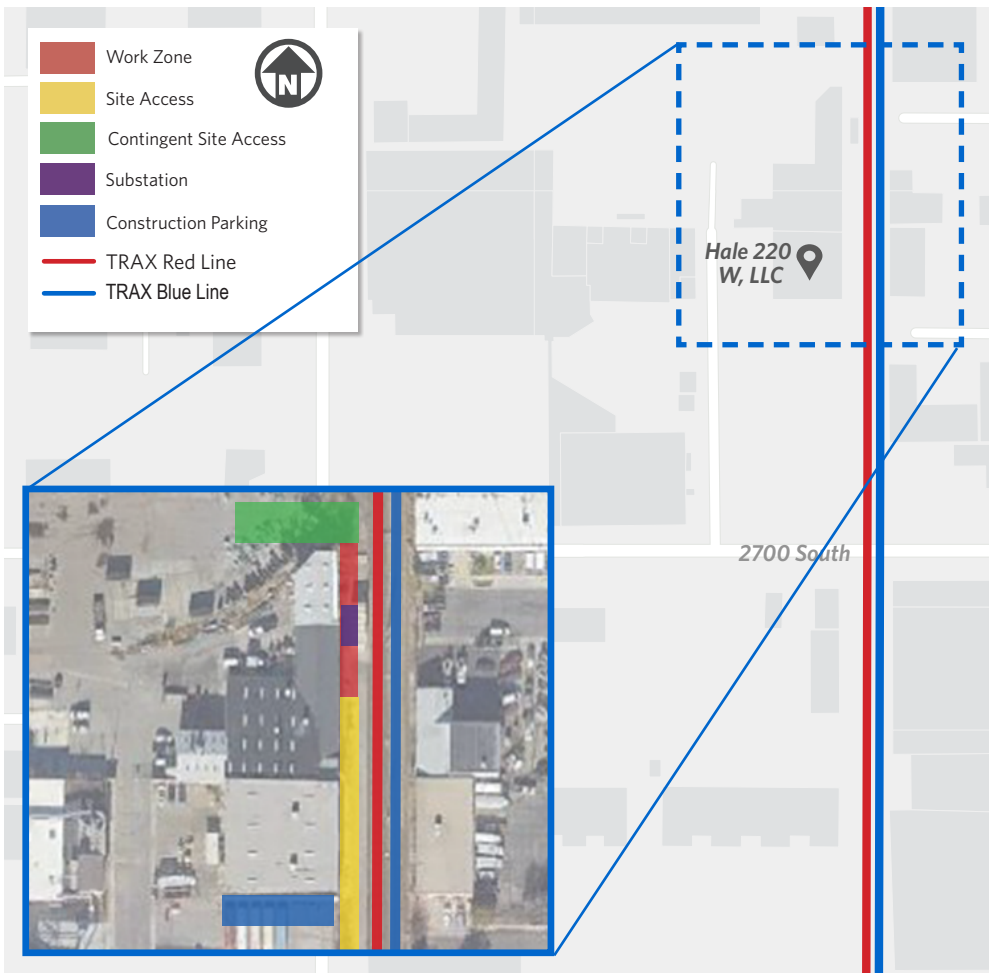 Work Zone
N
Site Access
Contingent Site Access
Substation
Construction Parking
TRAX Red Line
TRAX Blue Line
Hale 220
W, LLC
2700 South